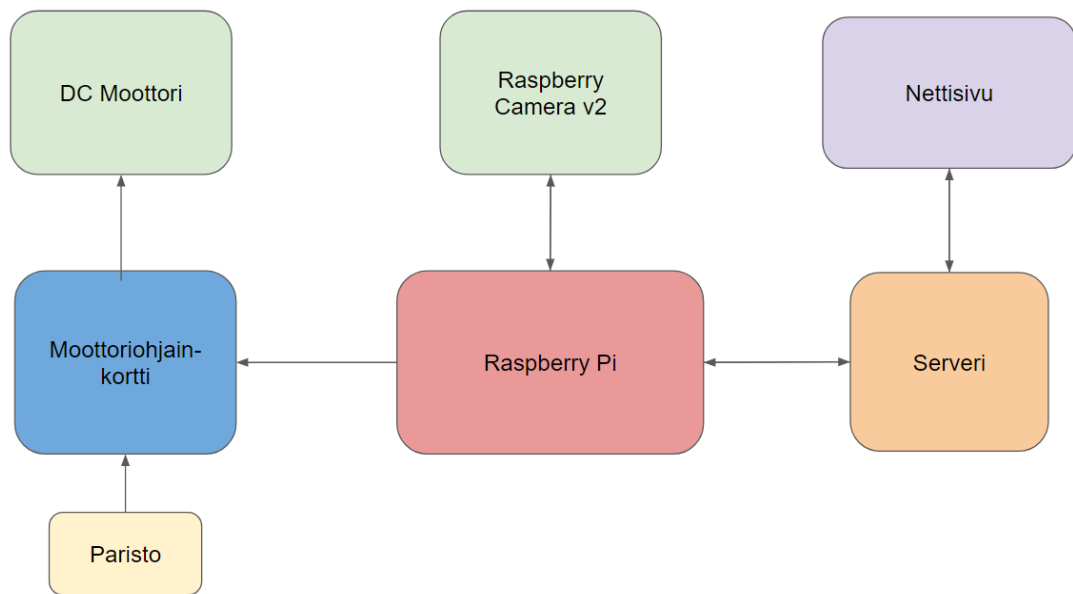 DC Moottori
Raspberry
Camera v2
Nettisivu
Moottoriohjain-
kortti
Raspberry Pi
Serveri
Paristo